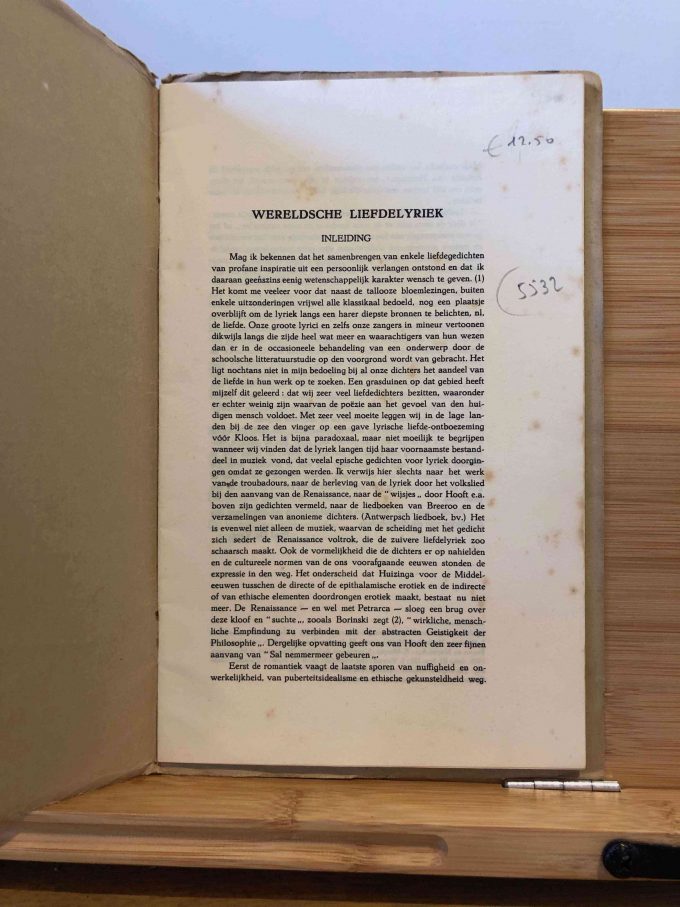 € 12.50
WERELDSCHE LIEFDELYRIEK
INLEIDING
5532
Mag ik bekennen dat het samenbrengen van enkele liefdegedichten
van profane inspiratie uit een persoonlijk verlangen ontstond en dat ik
daaraan geenszins eenig wetenschappelijk karakter wensch te geven. (1)
Het komt me veeleer voor dat naast de tallooze bloemlezingen, buiten
enkele uitzonderingen vrijwel alle klassikaal bedoeld, nog een plaatsje
overblijft om de lyriek langs een harer diepste bronnen te belichten, nl.
de liefde. Onze groote lyrici en zelfs onze zangers in mineur vertoonen
dikwijls langs die zijde heel wat meer en waarachtigers van hun wezen
dan er in de occasioneele behandeling van een onderwerp door de
schoolsche litteratuurstudie op den voorgrond wordt van gebracht. Het
ligt nochtans niet in mijn bedoeling bij al onze dichters het aandeel van
de liefde in hun werk op te zoeken. Een grasduinen op dat gebied heeft
mijzelf dit geleerd : dat wij zeer veel liefdedichters bezitten, waaronder
er echter weinig zijn waarvan de poëzie aan het gevoel van den hui-
digen mensch voldoet. Met zeer veel moeite leggen wij in de lage lan-
den bij de zee den vinger op een gave lyrische liefde-ontboezeming
vóór Kloos. Het is bijna paradoxaal, maar niet moeilijk te begrijpen
wanneer wij vinden dat de lyriek langen tijd haar voornaamste bestand-
deel in muziek vond, dat veelal epische gedichten voor lyriek doorgin-
gen omdat ze gezongen werden. Ik verwijs hier slechts naar het werk
van de troubadours, naar de herleving van de lyriek door het volkslied
bij den aanvang van de Renaissance, naar de " wijsjes „ door Hooft e.a.
boven zijn gedichten vermeld, naar de liedboeken van Breeroo en de
verzamelingen van anonieme dichters. (Antwerpsch liedboek, bv.) Het
is evenwel niet alleen de muziek, waarvan de scheiding met het gedicht
zich sedert de Renaissance voltrok, die de zuivere liefdelyriek zoo
schaarsch maakt. Ook de vormelijkheid die de dichters er op nahielden
en de cultureele normen van de ons voorafgaande eeuwen stonden de
expressie in den weg. Het onderscheid dat Huizinga voor de Middel-
eeuwen tusschen de directe of de epithalamische erotiek en de indirecte
of van ethische elementen doordrongen erotiek maakt, bestaat nu niet
meer. De Renaissance — en wel met Petrarca — sloeg een brug over
deze kloof en " suchte „, zooals Borinski zegt (2), " wirkliche, mensch-
liche Empfindung zu verbinden mit der abstracten Geistigkeit der
Philosophie „. Dergelijke opvatting geeft ons van Hooft den zeer fijnen
aanvang van " Sal nemmermeer gebeuren „.
Eerst de romantiek vaagt de laatste sporen van nuffigheid en on-
werkelijkheid, van puberteitsidealisme en ethische gekunsteldheid weg.